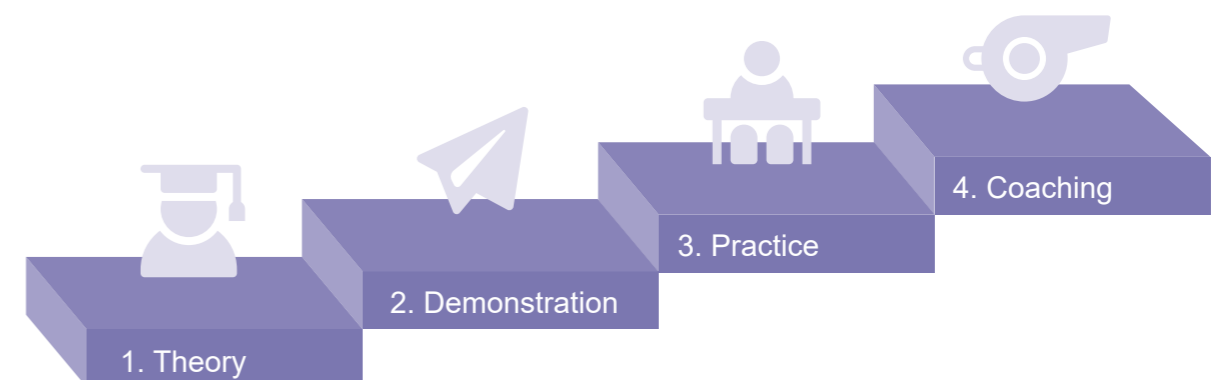 1. Theory
2. Demonstration
3. Practice
4. Coaching